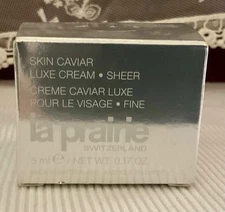 SKIN CAVIAR
LUXE CREAM • SHEER
CRÈME CAVIAR LUXE
POUR LE VISAGE • FINE
la prairie
SWITZERLAND
5 ml e / NET WT. 0.17 OZ.